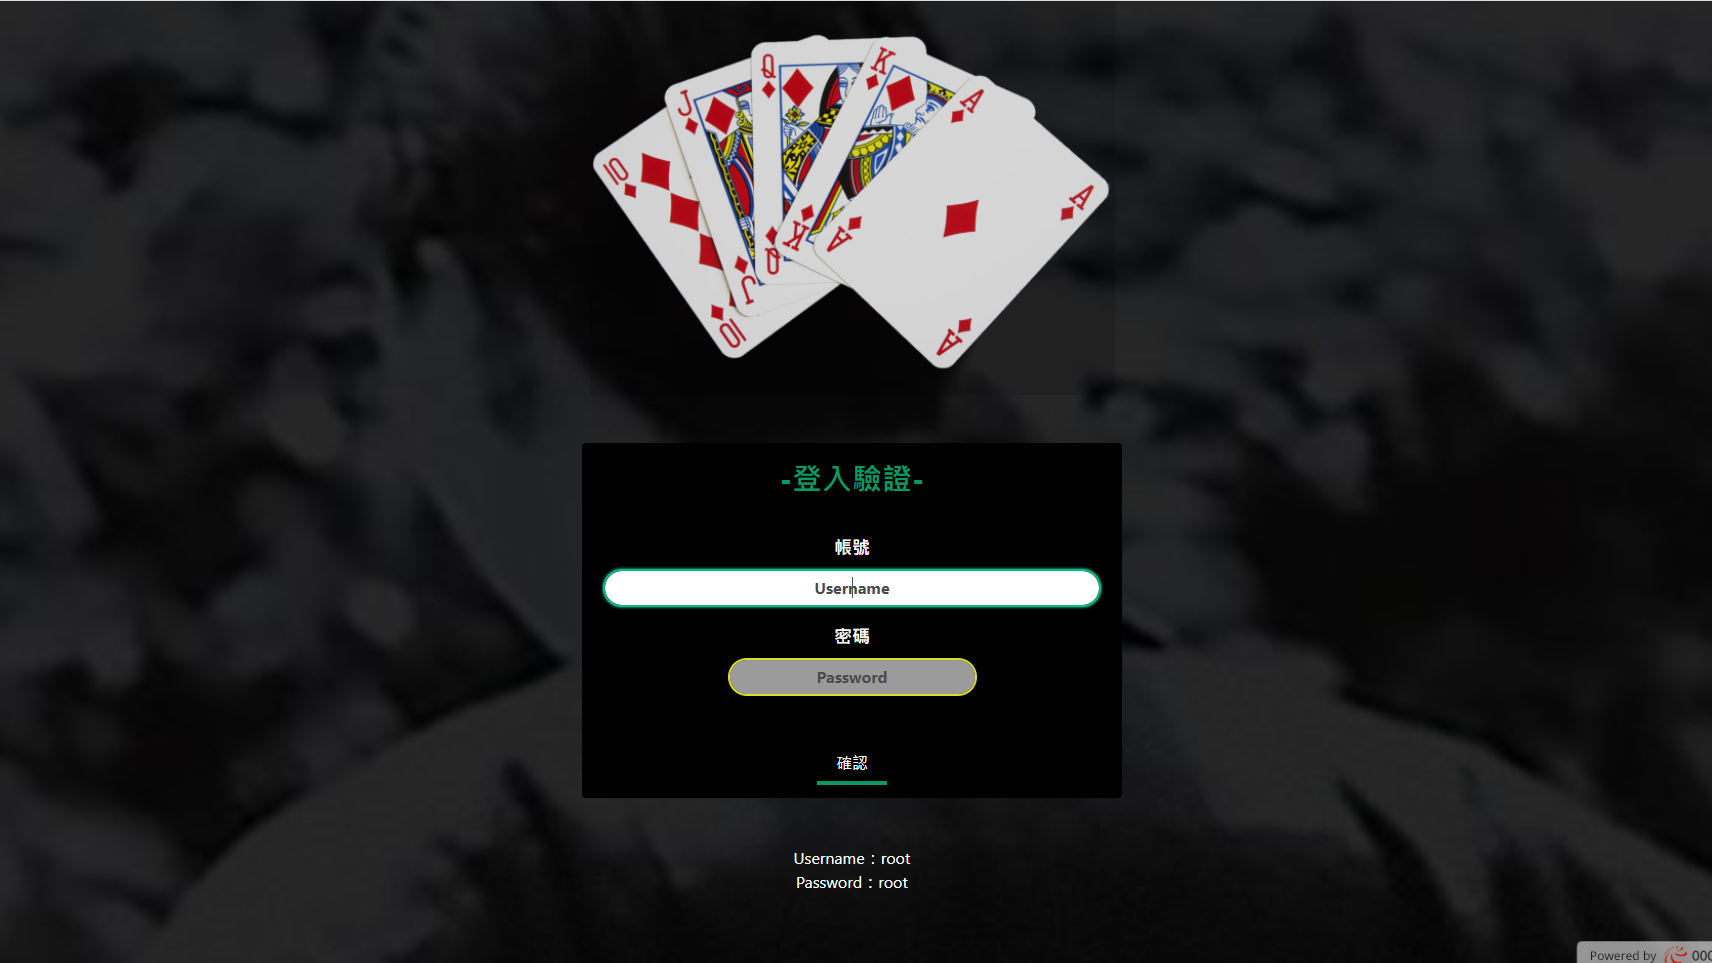 10 J Q K A
A
A
A K Q J 10
-登入驗證-
帳號
Username
密碼
Password
確認
Username：root
Password：root
Powered by 000